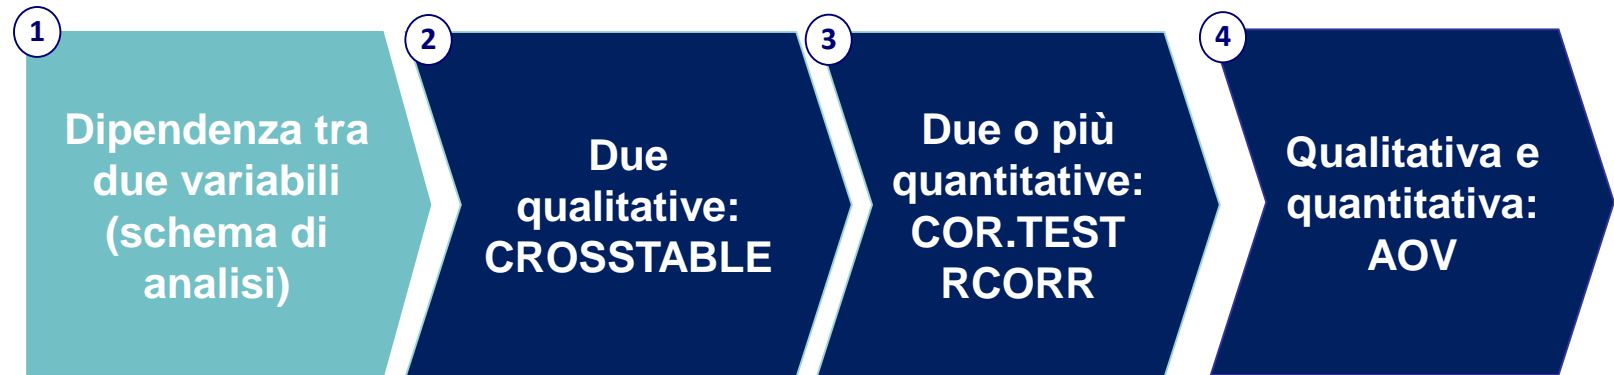 1
Dipendenza tra
due variabili
(schema di
analisi)
2
Due
qualitative:
CROSSTABLE
3
Due o più
quantitative:
COR.TEST
RCORR
4
Qualitativa e
quantitativa:
AOV